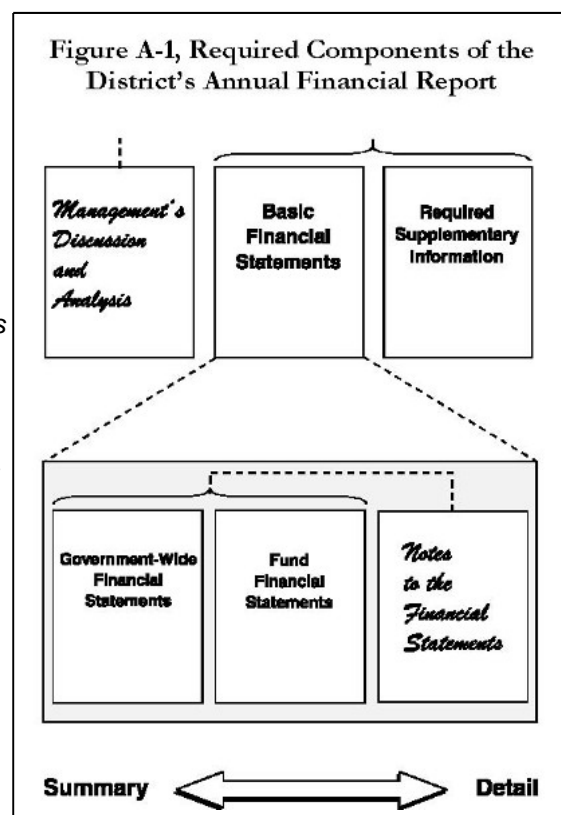 Figure A-1, Required Components of the
District's Annual Financial Report
Management's
Discussion
and
Analysis
Basic
Financial
Statements
Required
Supplementary
Information
s
Government-Wide
Financial
Statements
Fund
Financial
Statements
Notes
to the
Financial
Statements
Summary
Detail